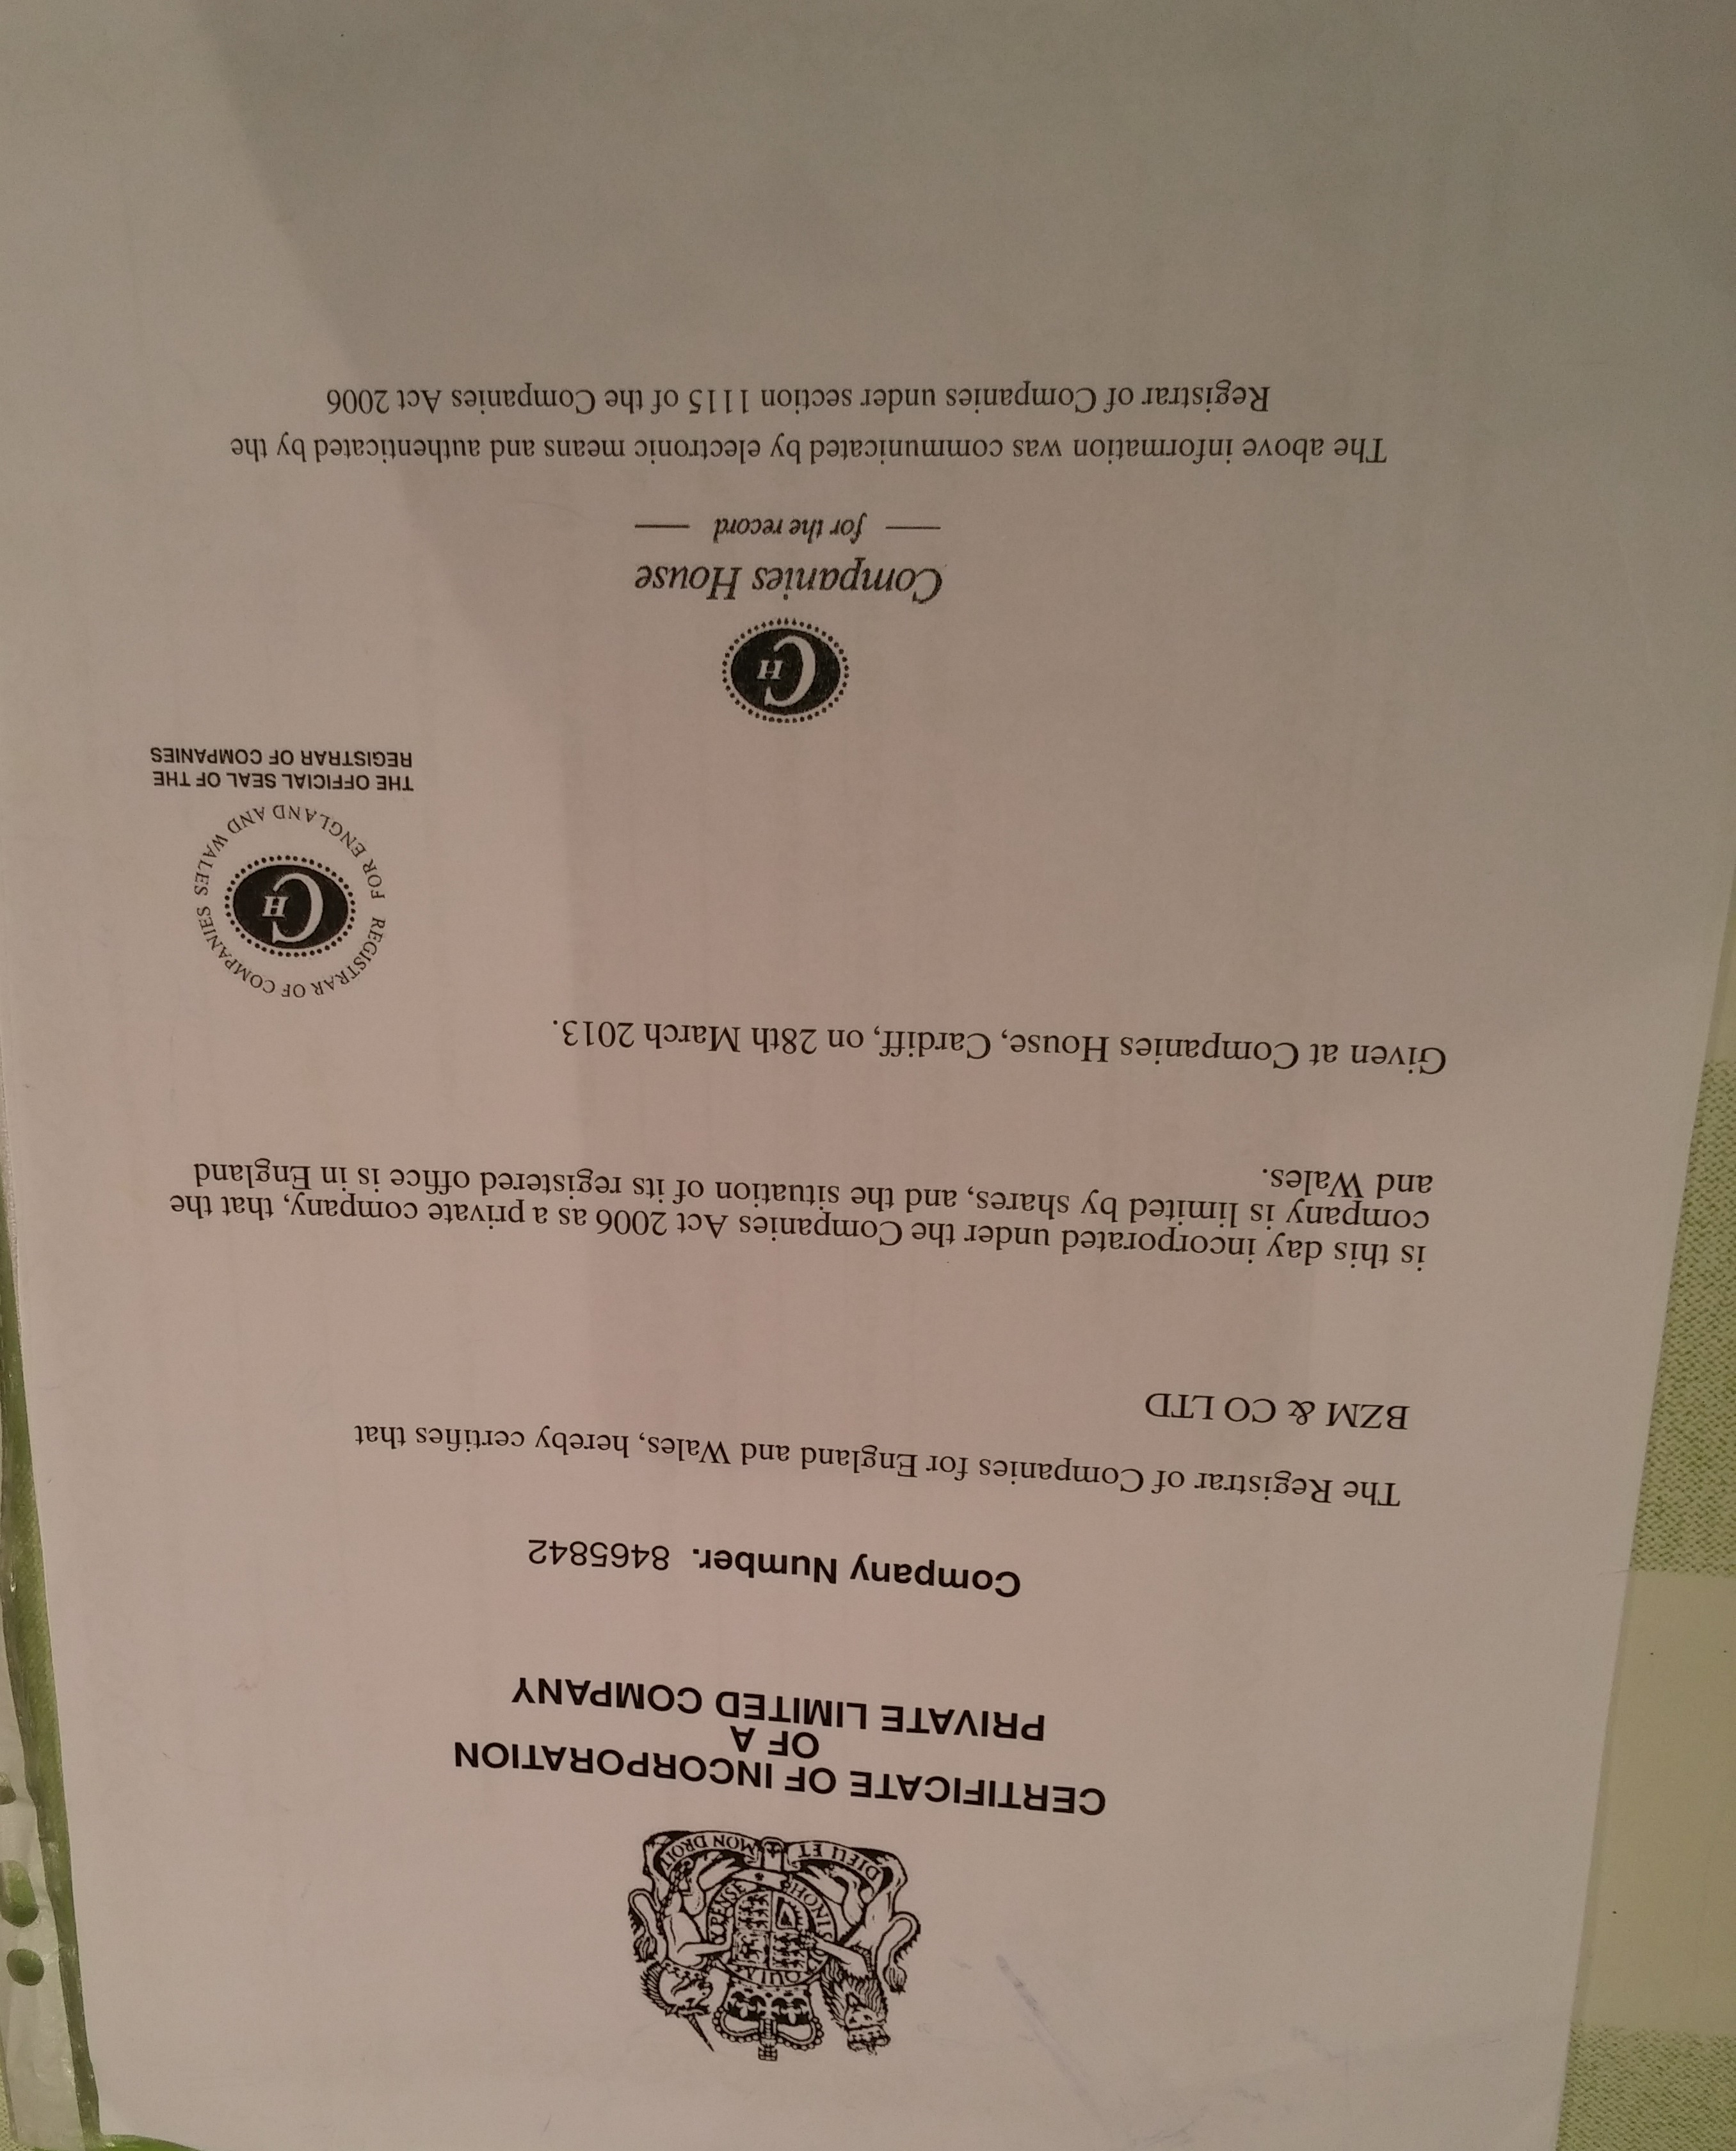 HONI SOIT
QUI
PENSE
DIEU ET MON DROIT
CERTIFICATE OF INCORPORATION
OF A
PRIVATE LIMITED COMPANY
Company Number. 8465842
The Registrar of Companies for England and Wales, hereby certifies that
BZM & CO LTD
is this day incorporated under the Companies Act 2006 as a private company, that the
company is limited by shares, and the situation of its registered office is in England
and Wales.
Given at Companies House, Cardiff, on 28th March 2013.
REGISTRAR OF COMPANIES
FOR ENGLAND AND WALES
CH
THE OFFICIAL SEAL OF THE
REGISTRAR OF COMPANIES
CH
Companies House
— for the record —
The above information was communicated by electronic means and authenticated by the
Registrar of Companies under section 1115 of the Companies Act 2006